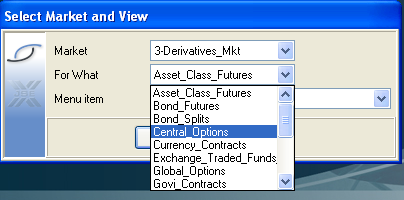 Select Market and View
Market 3-Derivatives_Mkt
For What Asset_Class_Futures
Menu item
Asset_Class_Futures
Bond_Futures
Bond_Splits
Central_Options
Currency_Contracts
Exchange_Traded_Funds
Global_Options
Govi_Contracts